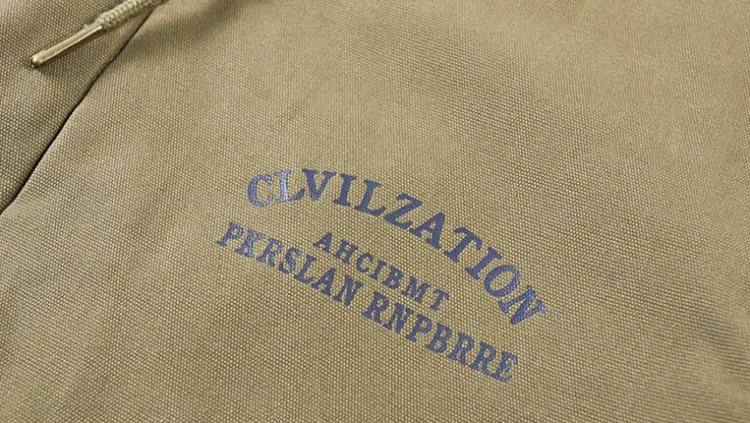 CLVILZATION
AHCIBMT
PKRSLAN RNPBRRE